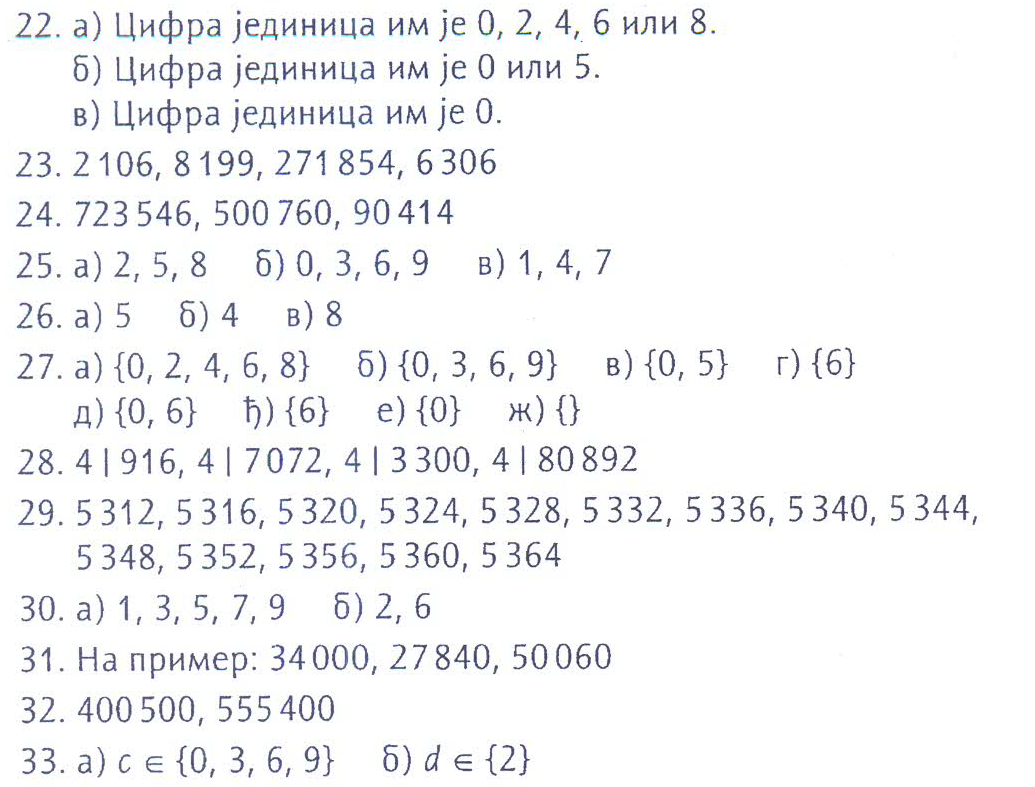 22. а) Цифра јединица им је 0, 2, 4, 6 или 8.
б) Цифра јединица им је 0 или 5.
в) Цифра јединица им је 0.
23. 2 106, 8 199, 271 854, 6 306
24. 723 546, 500 760, 90 414
25. а) 2, 5, 8 б) 0, 3, 6, 9 в) 1, 4, 7
26. а) 5 б) 4 в) 8
27. а) {0, 2, 4, 6, 8} б) {0, 3, 6, 9} в) {0, 5} г) {6}
д) {0, 6} ђ) {6} е) {0} ж) {}
28. 4 | 916, 4 | 7 072, 4 | 3 300, 4 | 80 892
29. 5 312, 5 316, 5 320, 5 324, 5 328, 5 332, 5 336, 5 340, 5 344,
5 348, 5 352, 5 356, 5 360, 5 364
30. а) 1, 3, 5, 7, 9 б) 2, 6
31. На пример: 34 000, 27 840, 50 060
32. 400 500, 555 400
33. а) c ∈ {0, 3, 6, 9} б) d ∈ {2}